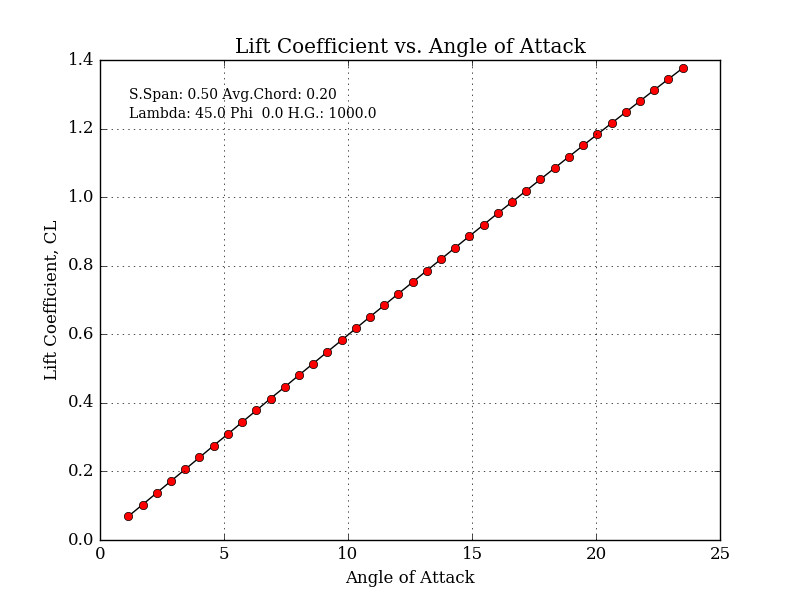 Lift Coefficient vs. Angle of Attack
S.Span: 0.50 Avg.Chord: 0.20
Lambda: 45.0 Phi  0.0 H.G.: 1000.0
1.4
1.2
1.0
0.8
0.6
0.4
0.2
0.0
Lift Coefficient, CL
0 5 10 15 20 25
Angle of Attack